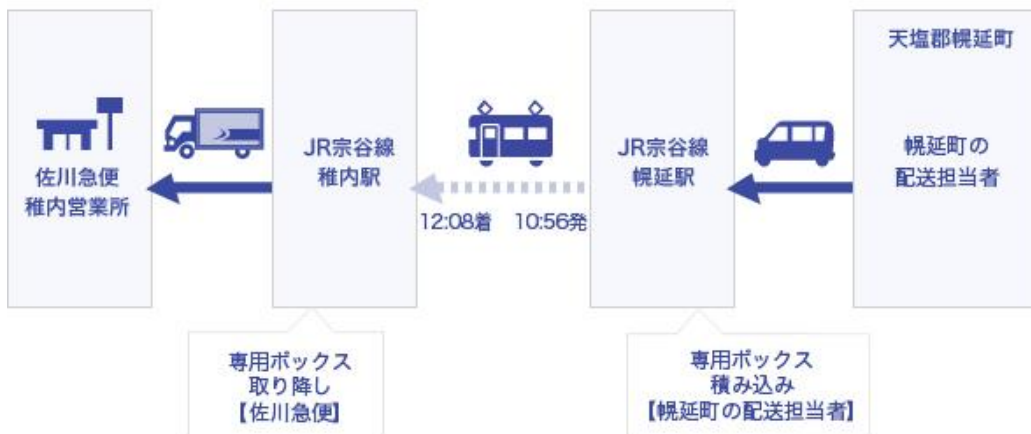 佐川急便
稚内営業所
JR宗谷線
稚内駅
12:08着 10:56発
JR宗谷線
幌延駅
天塩郡幌延町
幌延町の
配送担当者
専用ボックス
取り降し
【佐川急便】
専用ボックス
積み込み
【幌延町の配送担当者】